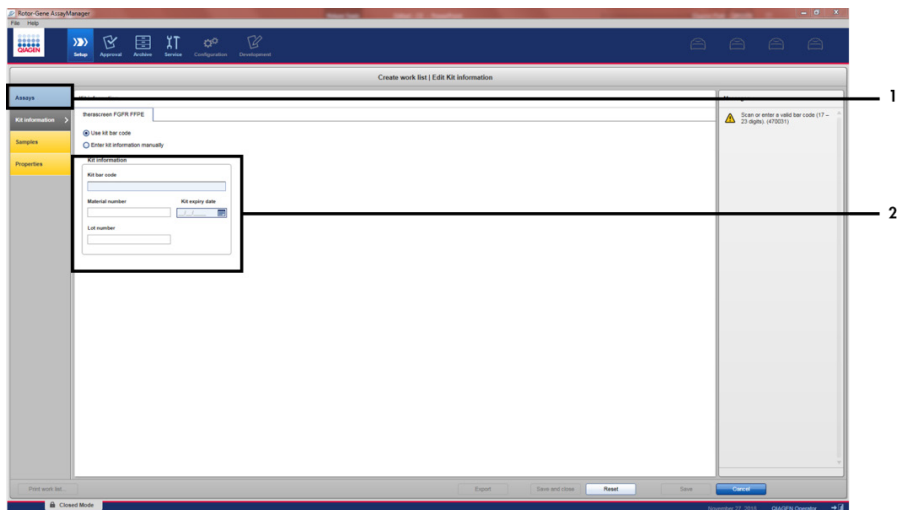 Rotor-Gene AssayManager
File Help
QIAGEN
Setup Approval Archive Service Configuration Development
Create work list | Edit Kit information
Assays
Kit information >
Samples
Properties
therascreen FGFR FFPE
Use kit bar code
Enter kit information manually
Kit information
Kit bar code
Material number Kit expiry date
Lot number
Scan or enter a valid bar code (17 –
23 digits). (470031)
1
2
Print work list...
Export Save and close Reset Save Cancel
Closed Mode
November 22, 2016 QIAGEN Operator